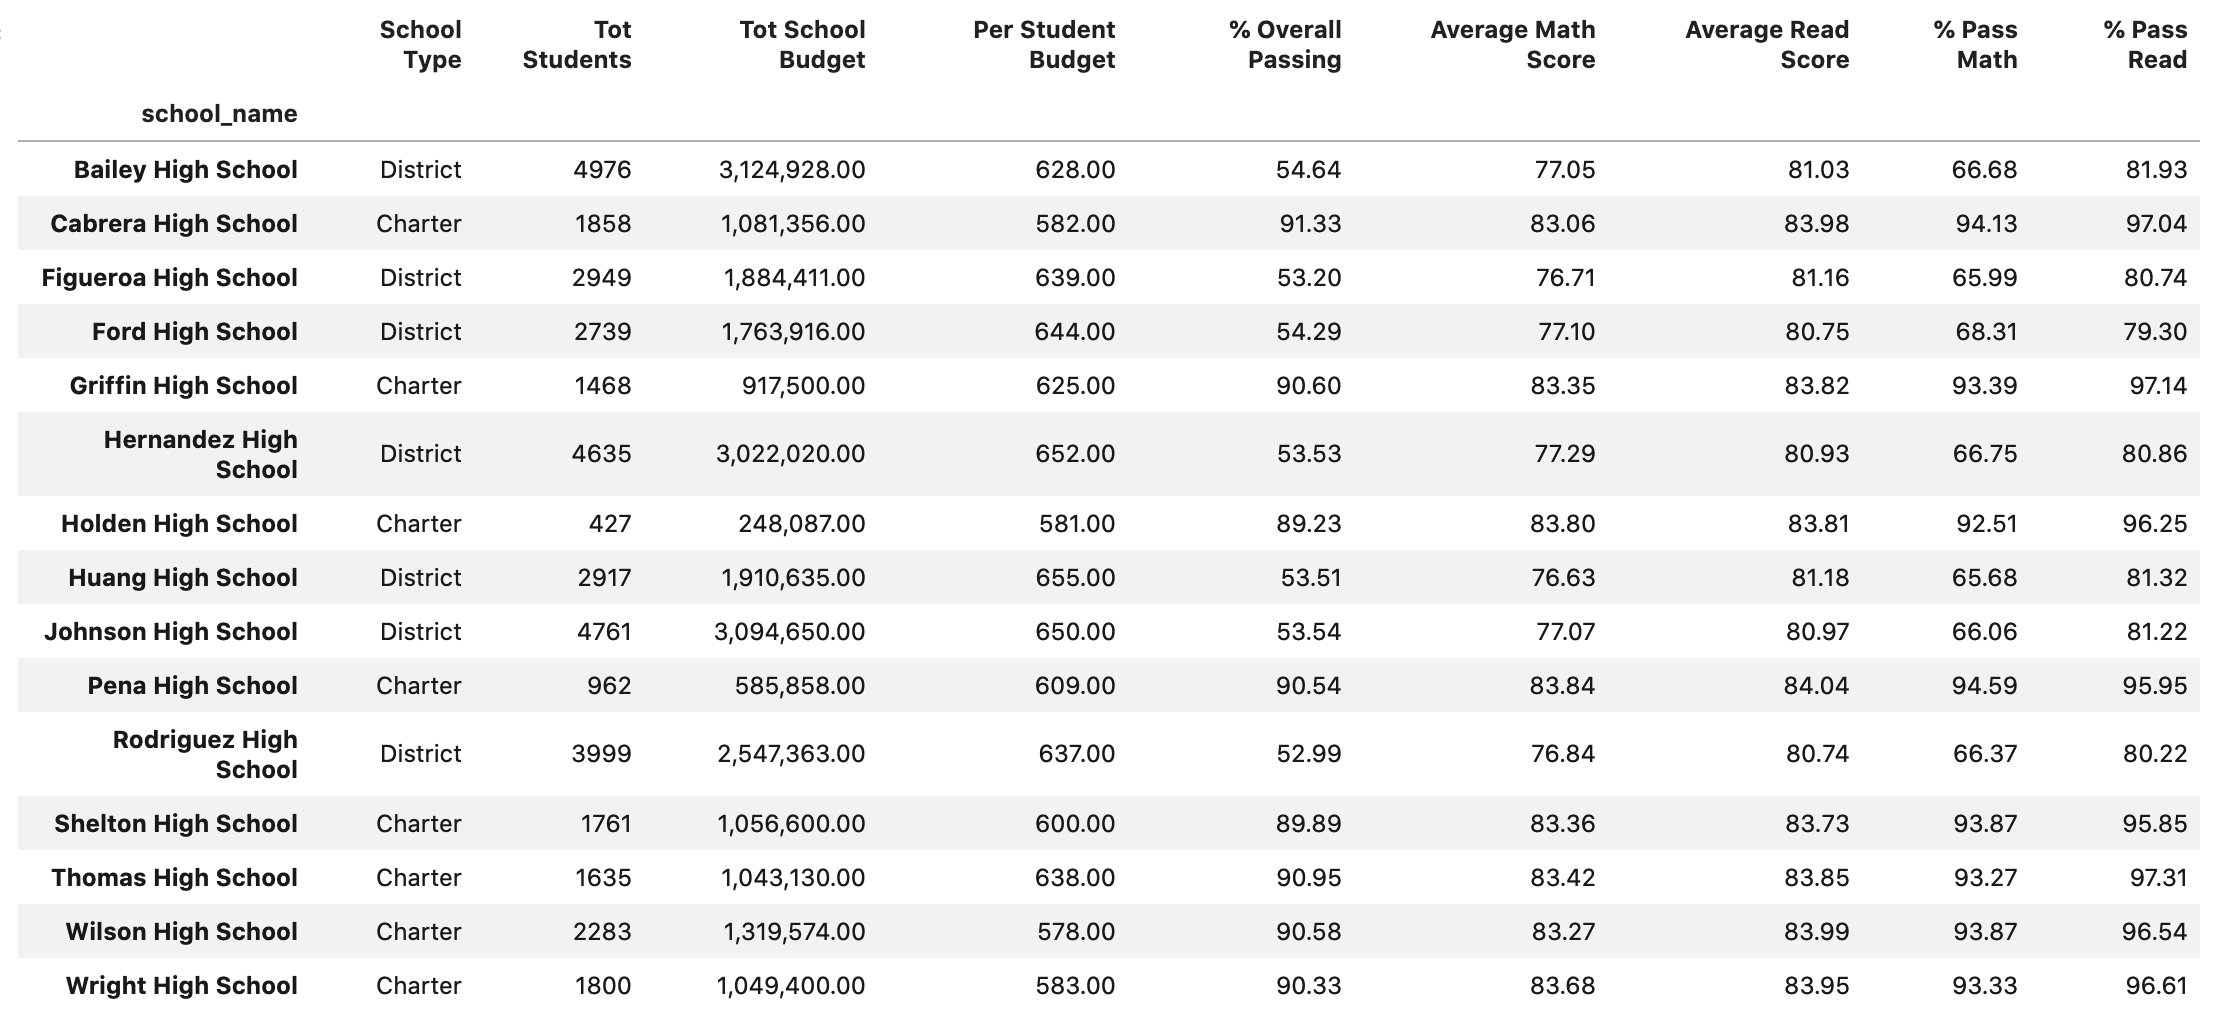 School Type Tot Students Tot School Budget Per Student Budget % Overall Passing Average Math Score Average Read Score % Pass Math % Pass Read
school_name
Bailey High School District 4976 3,124,928.00 628.00 54.64 77.05 81.03 66.68 81.93
Cabrera High School Charter 1858 1,081,356.00 582.00 91.33 83.06 83.98 94.13 97.04
Figueroa High School District 2949 1,884,411.00 639.00 53.20 76.71 81.16 65.99 80.74
Ford High School District 2739 1,763,916.00 644.00 54.29 77.10 80.75 68.31 79.30
Griffin High School Charter 1468 917,500.00 625.00 90.60 83.35 83.82 93.39 97.14
Hernandez High School District 4635 3,022,020.00 652.00 53.53 77.29 80.93 66.75 80.86
Holden High School Charter 427 248,087.00 581.00 89.23 83.80 83.81 92.51 96.25
Huang High School District 2917 1,910,635.00 655.00 53.51 76.63 81.18 65.68 81.32
Johnson High School District 4761 3,094,650.00 650.00 53.54 77.07 80.97 66.06 81.22
Pena High School Charter 962 585,858.00 609.00 90.54 83.84 84.04 94.59 95.95
Rodriguez High School District 3999 2,547,363.00 637.00 52.99 76.84 80.74 66.37 80.22
Shelton High School Charter 1761 1,056,600.00 600.00 89.89 83.36 83.73 93.87 95.85
Thomas High School Charter 1635 1,043,130.00 638.00 90.95 83.42 83.85 93.27 97.31
Wilson High School Charter 2283 1,319,574.00 578.00 90.58 83.27 83.99 93.87 96.54
Wright High School Charter 1800 1,049,400.00 583.00 90.33 83.68 83.95 93.33 96.61